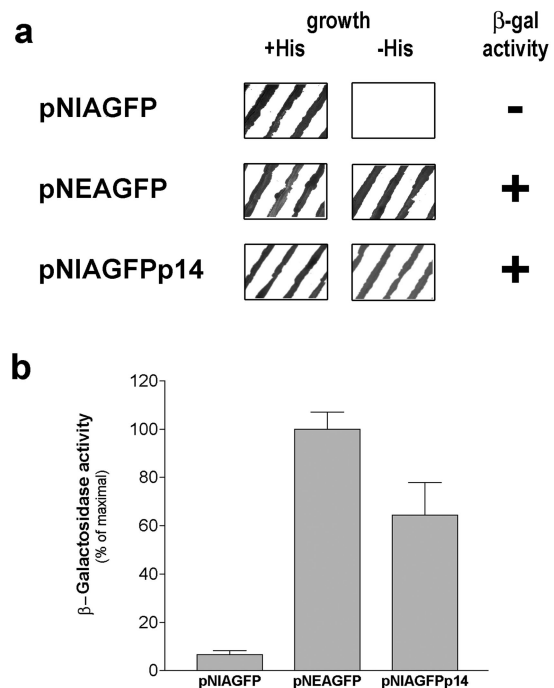 a
growth
β-gal activity
+His
-His
pNIAGFP
-
pNEAGFP
+
pNIAGFPp14
+
b
β-Galactosidase activity
(% of maximal)
120
100
80
60
40
20
0
pNIAGFP pNEAGFP pNIAGFPp14